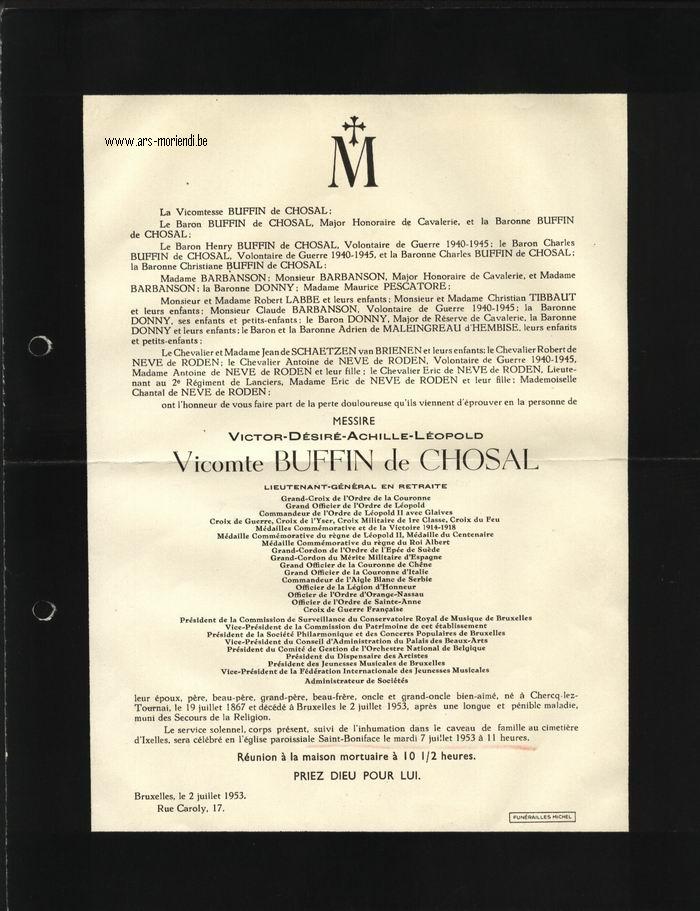 www.ars-moriendi.be
M
La Vicomtesse BUFFIN de CHOSAL;
Le Baron BUFFIN de CHOSAL, Major Honoraire de Cavalerie, et la Baronne BUFFIN
de CHOSAL;
Le Baron Henry BUFFIN de CHOSAL, Volontaire de Guerre 1940-1945; le Baron Charles
BUFFIN de CHOSAL, Volontaire de Guerre 1940-1945, et la Baronne Charles BUFFIN de CHOSAL;
la Baronne Christiane BUFFIN de CHOSAL;
Madame BARBANSON; Monsieur BARBANSON, Major Honoraire de Cavalerie, et Madame
BARBANSON; la Baronne DONNY; Madame Maurice PESCATORE;
Monsieur et Madame Robert LABBE et leurs enfants; Monsieur et Madame Christian TIBBAUT
et leurs enfants; Monsieur Claude BARBANSON, Volontaire de Guerre 1940-1945; la Baronne
DONNY, ses enfants et petits-enfants; le Baron DONNY, Major de Réserve de Cavalerie, la Baronne
DONNY et leurs enfants; le Baron et la Baronne Adrien de MALEINGREAU d'HEMBISE, leurs enfants
et petits-enfants;
Le Chevalier et Madame Jean de SCHAETZEN van BRIENEN et leurs enfants; le Chevalier Robert de
NEVE de RODEN; le Chevalier Antoine de NEVE de RODEN, Volontaire de Guerre 1940-1945,
Madame Antoine de NEVE de RODEN et leur fille; le Chevalier Eric de NEVE de RODEN, Lieute-
nant au 2e Régiment de Lanciers, Madame Eric de NEVE de RODEN et leur fille; Mademoiselle
Chantal de NEVE de RODEN;
ont l'honneur de vous faire part de la perte douloureuse qu'ils viennent d'éprouver en la personne de
MESSIRE
VICTOR-DÉSIRÉ-ACHILLE-LÉOPOLD
Vicomte BUFFIN de CHOSAL
LIEUTENANT-GÉNÉRAL EN RETRAITE
Grand-Croix de l'Ordre de la Couronne
Grand Officier de l'Ordre de Léopold
Commandeur de l'Ordre de Léopold II avec Glaives
Croix de Guerre, Croix de l'Yser, Croix Militaire de 1re Classe, Croix du Feu
Médailles Commémorative et de la Victoire 1914-1918
Médaille Commémorative du règne de Léopold II, Médaille du Centenaire
Médaille Commémorative du règne du Roi Albert
Grand-Cordon de l'Ordre de l'Epée de Suède
Grand-Cordon du Mérite Militaire d'Espagne
Grand Officier de la Couronne de Chêne
Grand Officier de la Couronne d'Italie
Commandeur de l'Aigle Blanc de Serbie
Officier de la Légion d'Honneur
Officier de l'Ordre d'Orange-Nassau
Officier de l'Ordre de Sainte-Anne
Croix de Guerre Française
Président de la Commission de Surveillance du Conservatoire Royal de Musique de Bruxelles
Vice-Président de la Commission du Patrimoine de cet établissement
Président de la Société Philarmonique et des Concerts Populaires de Bruxelles
Vice-Président du Conseil d'Administration du Palais des Beaux-Arts
Président du Comité de Gestion de l'Orchestre National de Belgique
Président du Dispensaire des Artistes
Président des Jeunesses Musicales de Bruxelles
Vice-Président de la Fédération Internationale des Jeunesses Musicales
Administrateur de Sociétés
leur époux, père, beau-père, grand-père, beau-frère, oncle et grand-oncle bien-aimé, né à Chercq-lez-
Tournai, le 19 juillet 1867 et décédé à Bruxelles le 2 juillet 1953, après une longue et pénible maladie,
muni des Secours de la Religion.
Le service solennel, corps présent, suivi de l'inhumation dans le caveau de famille au cimetière
d'Ixelles, sera célébré en l'église paroissiale Saint-Boniface le mardi 7 juillet 1953 à 11 heures.
Réunion à la maison mortuaire à 10 1/2 heures.
PRIEZ DIEU POUR LUI.
Bruxelles, le 2 juillet 1953.
Rue Caroly, 17.
FUNÉRAILLES MICHEL